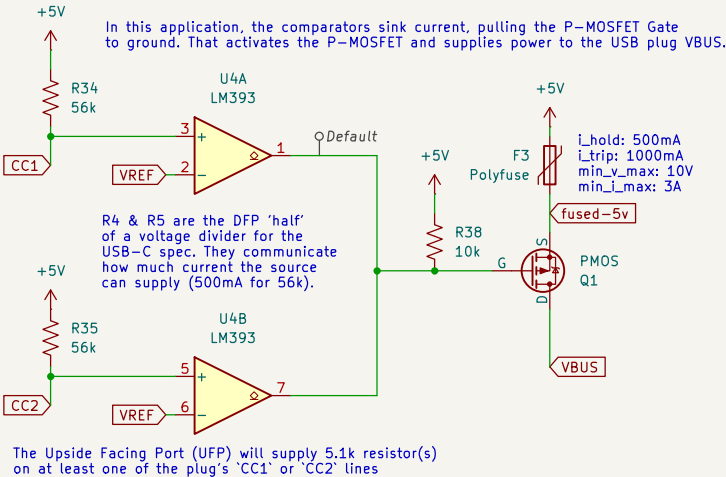 In this application, the comparators sink current, pulling the P-MOSFET Gate
to ground. That activates the P-MOSFET and supplies power to the USB plug VBUS.
+5V
R34
56k
CC1
U4A
LM393
3
+
2
-
1
VREF
Default
+5V
F3
Polyfuse
i_hold: 500mA
i_trip: 1000mA
min_v_max: 10V
min_i_max: 3A
fused-5v
+5V
R38
10k
G
S
D
PMOS
Q1
VBUS
R4 & R5 are the DFP 'half'
of a voltage divider for the
USB-C spec. They communicate
how much current the source
can supply (500mA for 56k).
+5V
R35
56k
CC2
U4B
LM393
5
+
6
-
7
VREF
The Upside Facing Port (UFP) will supply 5.1k resistor(s)
on at least one of the plug's `CC1` or `CC2` lines